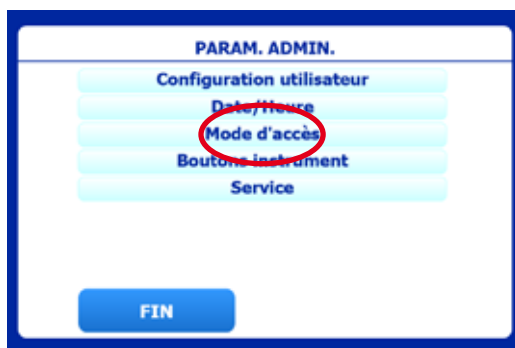 PARAM. ADMIN.
Configuration utilisateur
Date/Heure
Mode d'accès
Boutons instrument
Service
FIN